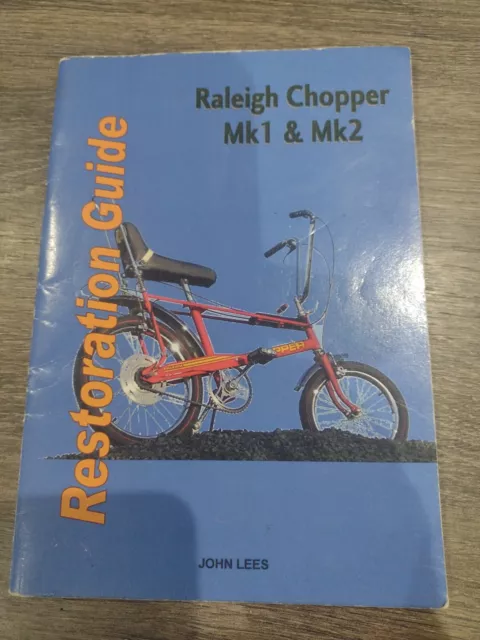 Raleigh Chopper
Mk1 & Mk2
Restoration Guide
JOHN LEES